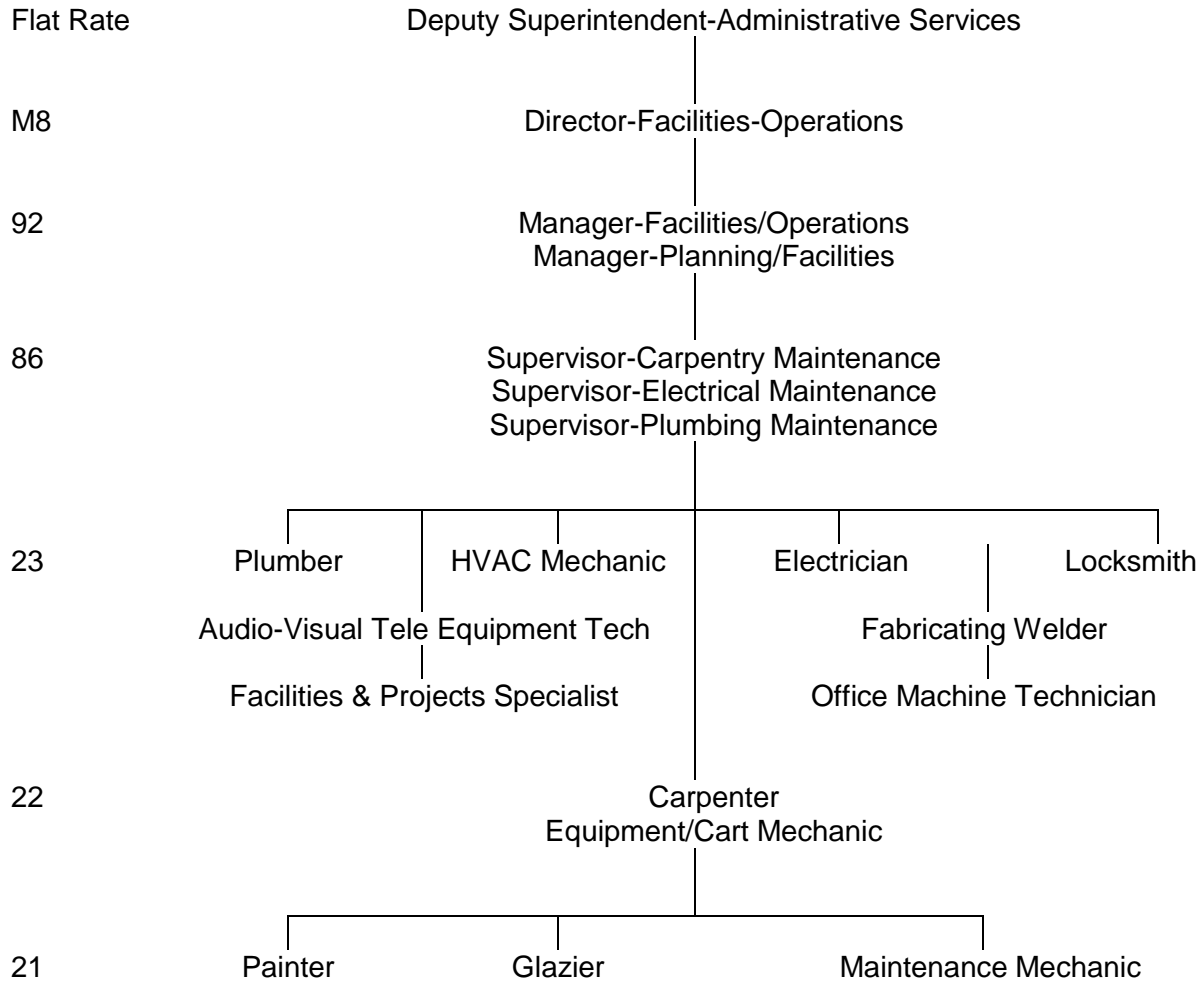 Flat Rate Deputy Superintendent-Administrative Services
M8 Director-Facilities-Operations
92 Manager-Facilities/Operations
Manager-Planning/Facilities
86 Supervisor-Carpentry Maintenance
Supervisor-Electrical Maintenance
Supervisor-Plumbing Maintenance
23 Plumber HVAC Mechanic Electrician Locksmith
Audio-Visual Tele Equipment Tech Fabricating Welder
Facilities & Projects Specialist Office Machine Technician
22 Carpenter
Equipment/Cart Mechanic
21 Painter Glazier Maintenance Mechanic